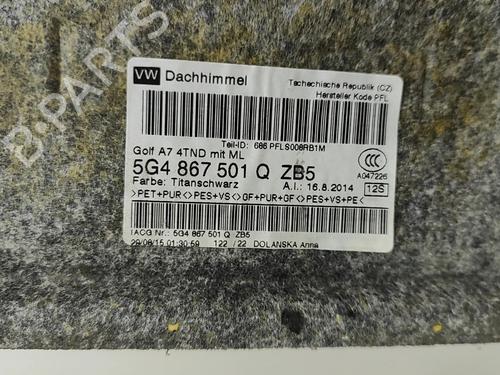 B-PARTS
VW Dachhimmel
Tschechische Republik (CZ)
Hersteller Kode PFL
Teil-ID: 686 PFLS008RB1M
Golf A7 4TND mit ML
5G4 867 501 Q ZB5
Farbe: Titanschwarz A.I.: 16.8.2014
CCC
A047226
12S
>PET+PUR<>PES+VS<>GF+PUR+GF<>PES+VS+PE<
IACG Nr.: 5G4 867 501 Q ZB5
29/06/15 01:30:59 122 / 22 DOLANSKA Anna